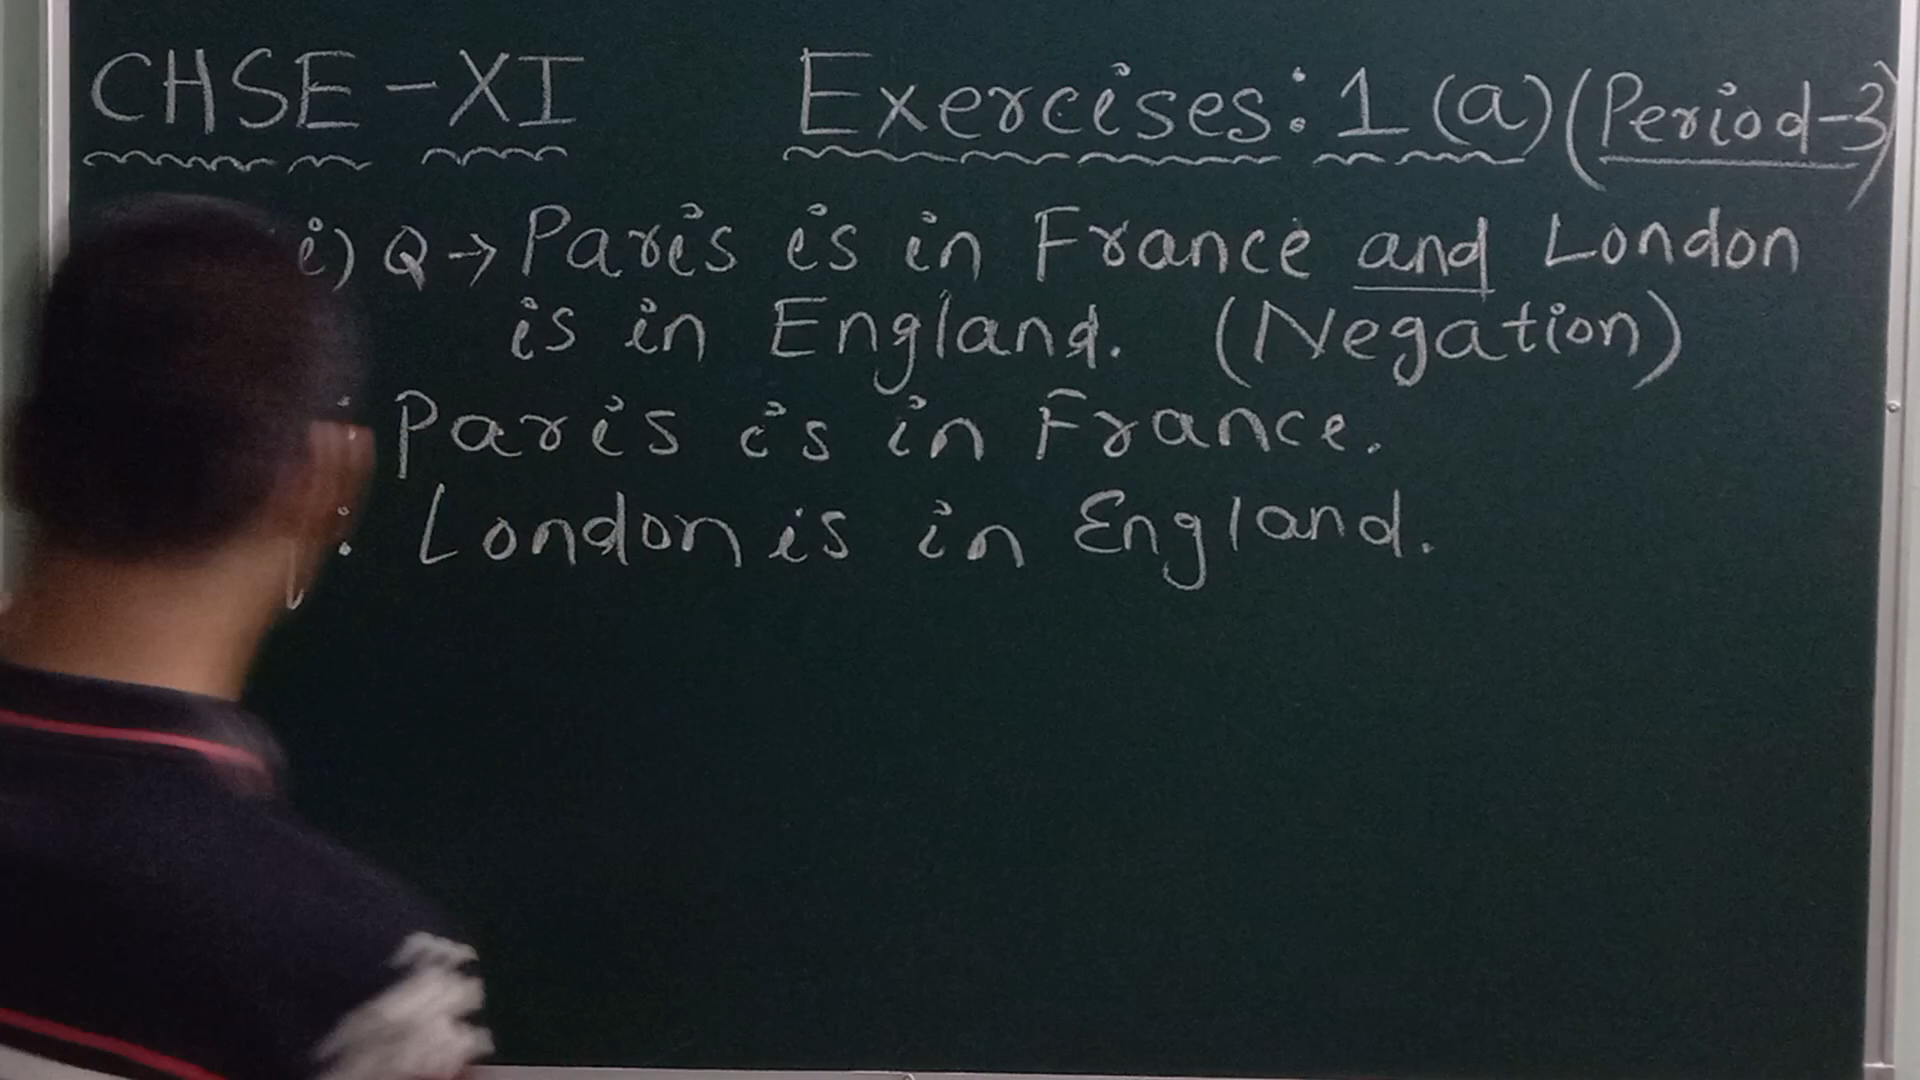 CHSE-XI Exercises: 1 (a) (Period-3)
i) Q → Paris is in France and London
is in England. (Negation)
: Paris is in France.
: London is in England.